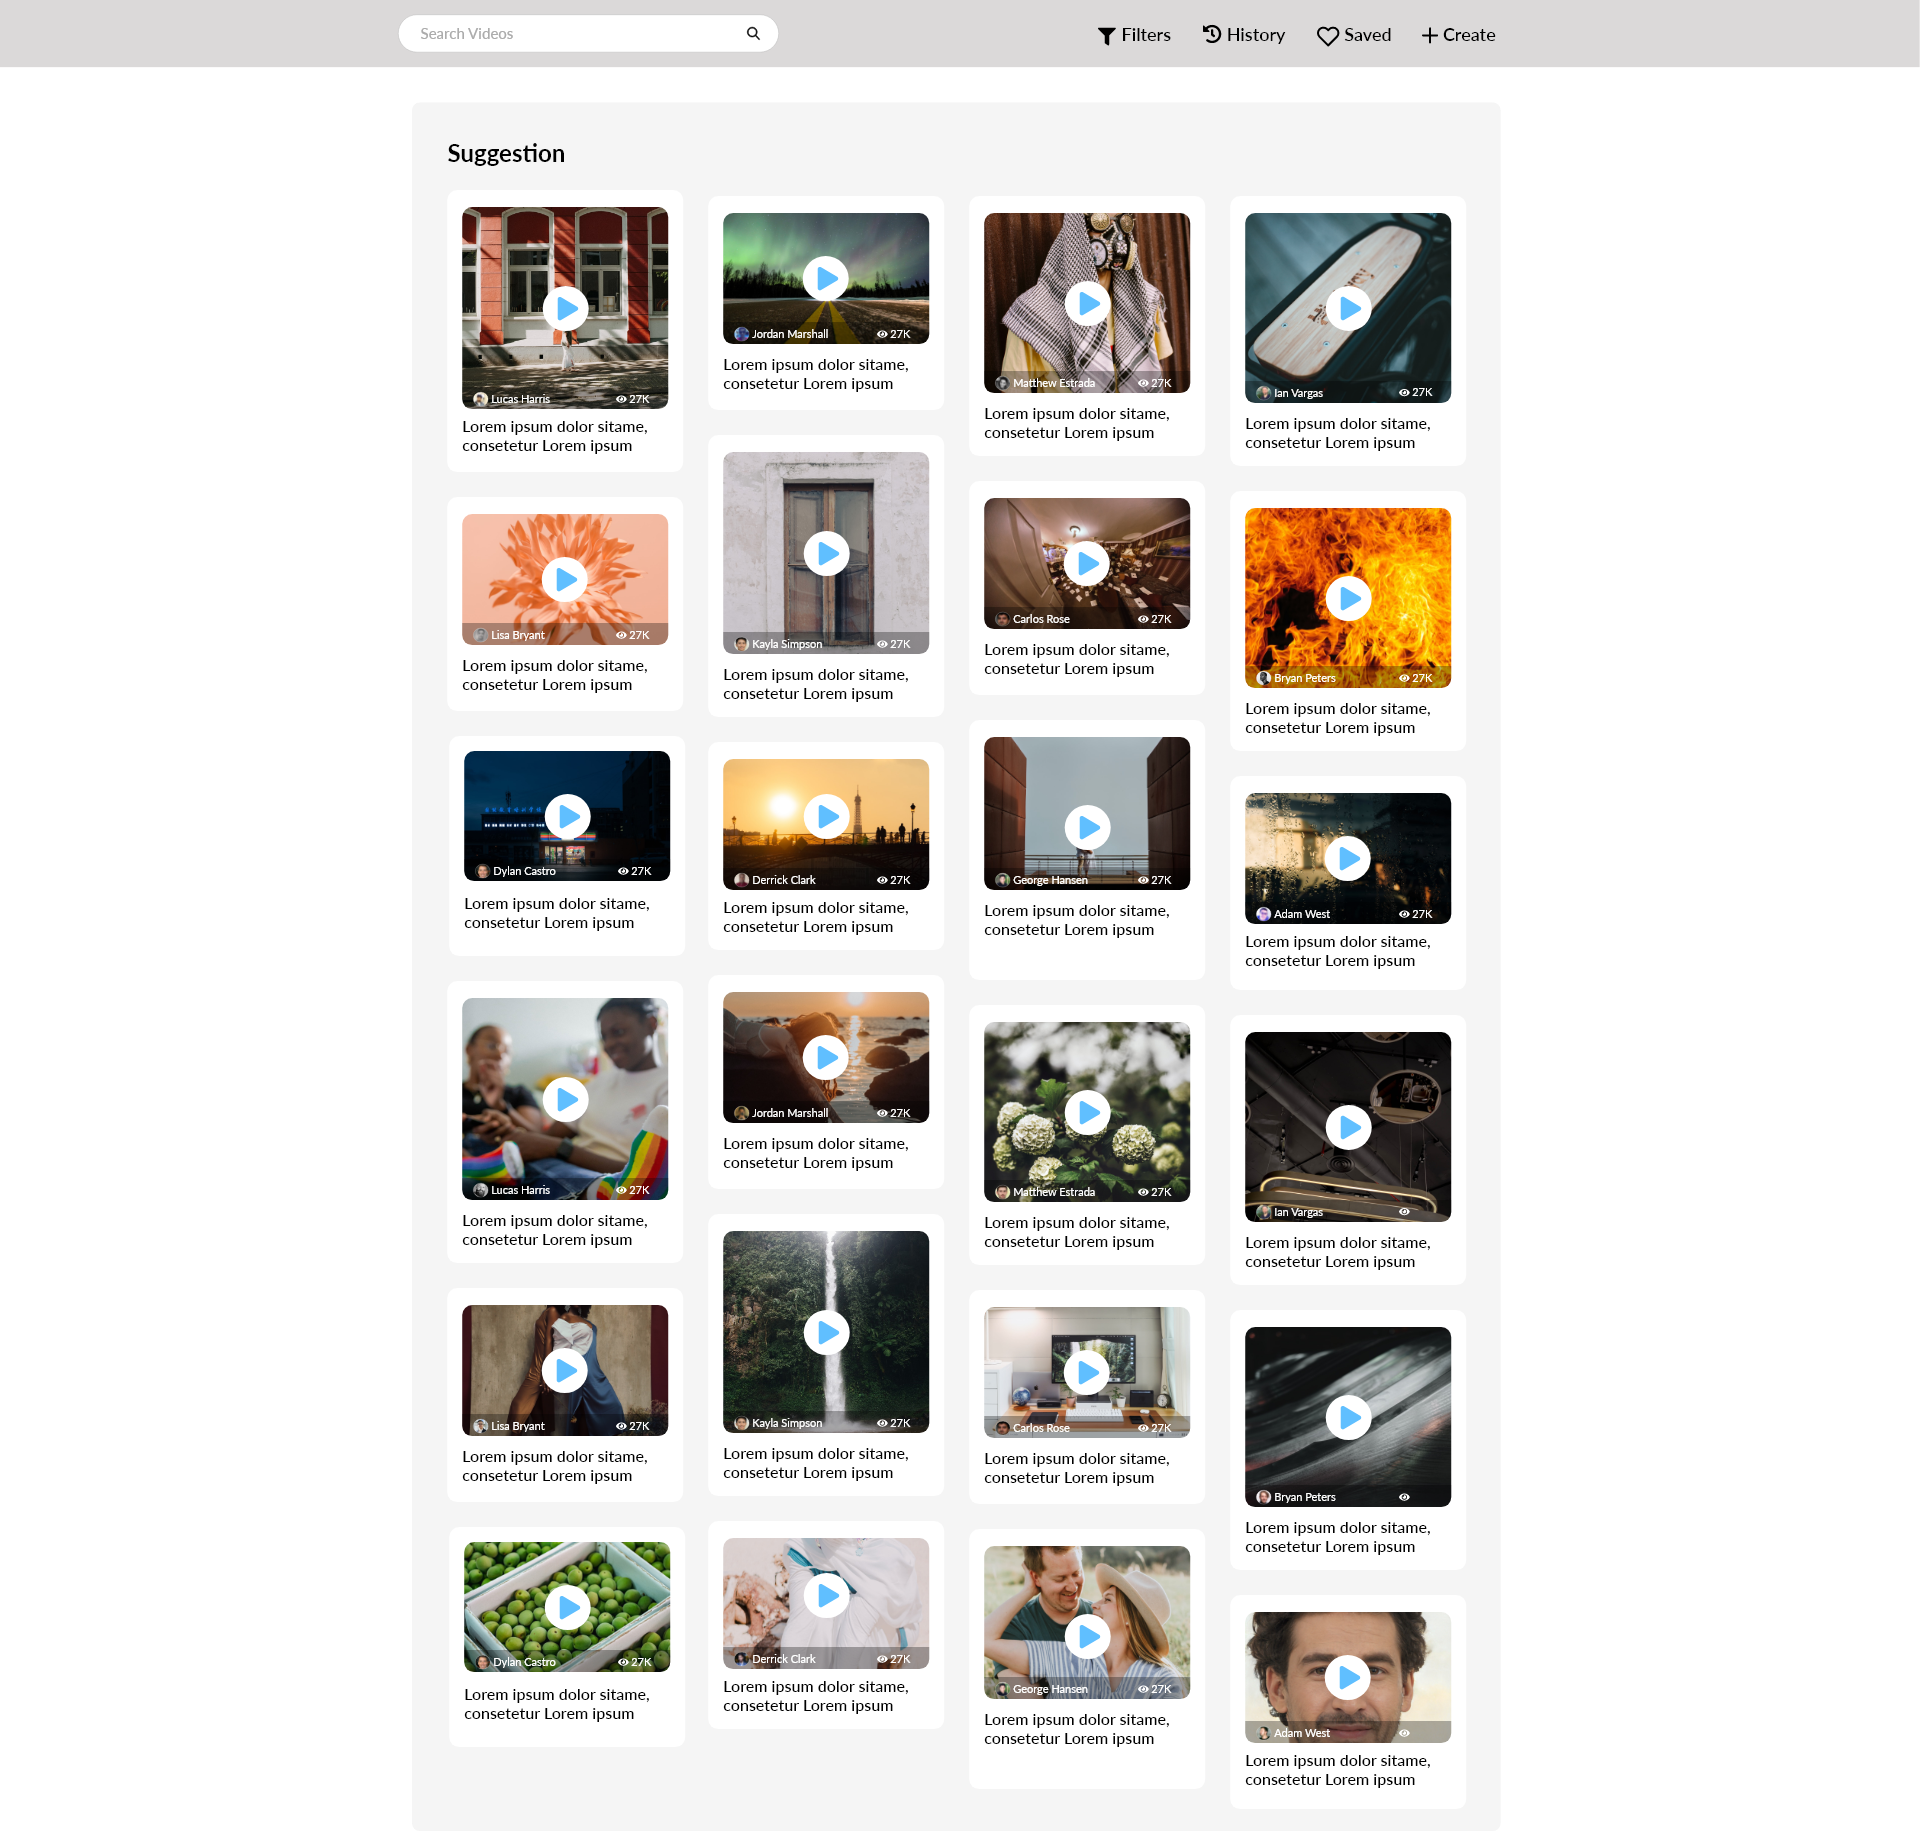 Search Videos
Filters
History
Saved
Create
Suggestion
Lucas Harris 27K
Lorem ipsum dolor sitame,
consetetur Lorem ipsum
Lisa Bryant 27K
Lorem ipsum dolor sitame,
consetetur Lorem ipsum
Dylan Castro 27K
Lorem ipsum dolor sitame,
consetetur Lorem ipsum
Lucas Harris 27K
Lorem ipsum dolor sitame,
consetetur Lorem ipsum
Lisa Bryant 27K
Lorem ipsum dolor sitame,
consetetur Lorem ipsum
Dylan Castro 27K
Lorem ipsum dolor sitame,
consetetur Lorem ipsum
Jordan Marshall 27K
Lorem ipsum dolor sitame,
consetetur Lorem ipsum
Kayla Simpson 27K
Lorem ipsum dolor sitame,
consetetur Lorem ipsum
Derrick Clark 27K
Lorem ipsum dolor sitame,
consetetur Lorem ipsum
Jordan Marshall 27K
Lorem ipsum dolor sitame,
consetetur Lorem ipsum
Kayla Simpson 27K
Lorem ipsum dolor sitame,
consetetur Lorem ipsum
Derrick Clark 27K
Lorem ipsum dolor sitame,
consetetur Lorem ipsum
Matthew Estrada 27K
Lorem ipsum dolor sitame,
consetetur Lorem ipsum
Carlos Rose 27K
Lorem ipsum dolor sitame,
consetetur Lorem ipsum
George Hansen 27K
Lorem ipsum dolor sitame,
consetetur Lorem ipsum
Matthew Estrada 27K
Lorem ipsum dolor sitame,
consetetur Lorem ipsum
Carlos Rose 27K
Lorem ipsum dolor sitame,
consetetur Lorem ipsum
George Hansen 27K
Lorem ipsum dolor sitame,
consetetur Lorem ipsum
Ian Vargas 27K
Lorem ipsum dolor sitame,
consetetur Lorem ipsum
Bryan Peters 27K
Lorem ipsum dolor sitame,
consetetur Lorem ipsum
Adam West 27K
Lorem ipsum dolor sitame,
consetetur Lorem ipsum
Ian Vargas
Lorem ipsum dolor sitame,
consetetur Lorem ipsum
Bryan Peters
Lorem ipsum dolor sitame,
consetetur Lorem ipsum
Adam West
Lorem ipsum dolor sitame,
consetetur Lorem ipsum